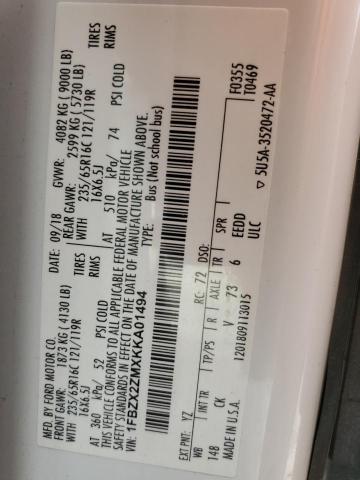 MFD. BY FORD MOTOR CO.
DATE: 09/18 GVWR: 4082 KG ( 9000 LB)
FRONT GAWR: 1873 KG ( 4130 LB) REAR GAWR: 2599 KG ( 5730 LB)
WITH 235/65R16C 121/119R TIRES WITH 235/65R16C 121/119R TIRES
16X6.5J RIMS 16X6.5J RIMS
AT 360 kPa/ 52 PSI COLD AT 510 kPa/ 74 PSI COLD
THIS VEHICLE CONFORMS TO ALL APPLICABLE FEDERAL MOTOR VEHICLE
SAFETY STANDARDS IN EFFECT ON THE DATE OF MANUFACTURE SHOWN ABOVE.
VIN: 1FBZX2ZMXKKA01494
TYPE: Bus (Not school bus)
F0355
T0469
EXT PNT: YZ RC: 72 DSO:
WB INT TR TP/PS R AXLE TR SPR
148 CK V 73 6 EEDD
MADE IN U.S.A. ULC
1201809113015
5U5A-3520472-AA